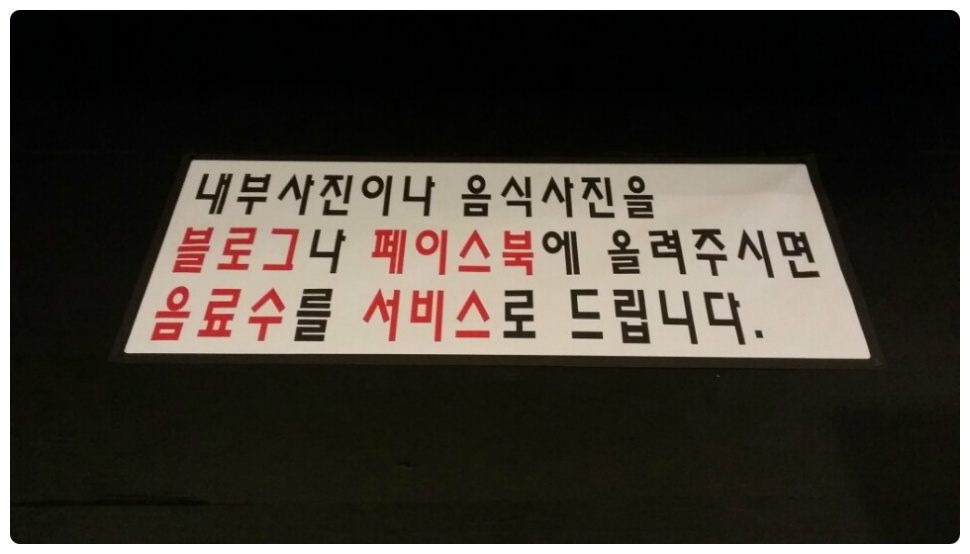 내부사진이나 음식사진을
블로그나 페이스북에 올려주시면
음료수를 서비스로 드립니다.